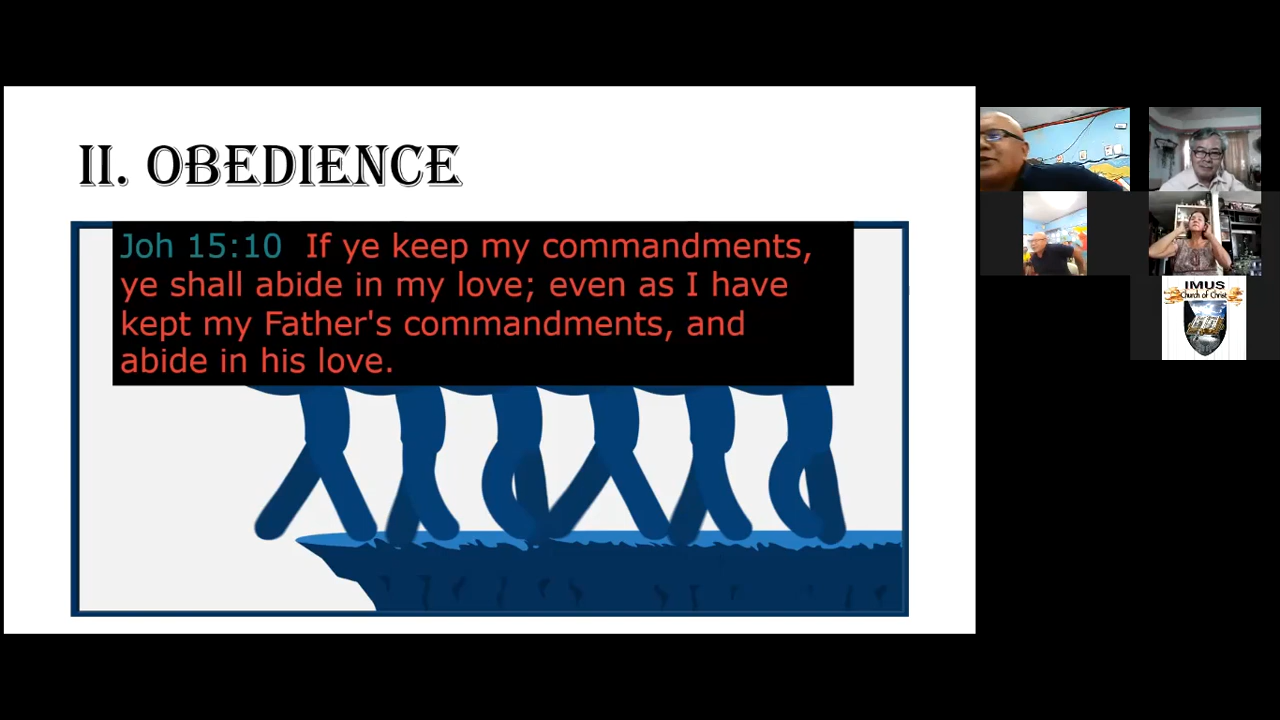 II. OBEDIENCE
Joh 15:10 If ye keep my commandments,
ye shall abide in my love; even as I have
kept my Father's commandments, and
abide in his love.
IMUS
Church of Christ